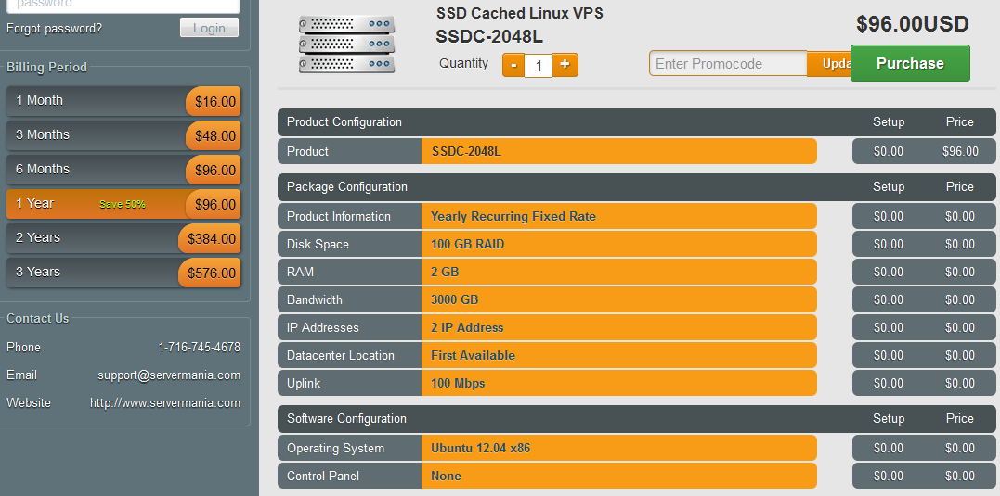 password
Forgot password?
Login
Billing Period
1 Month $16.00
3 Months $48.00
6 Months $96.00
1 Year Save 50% $96.00
2 Years $384.00
3 Years $576.00
Contact Us
Phone 1-716-745-4678
Email support@servermania.com
Website http://www.servermania.com
SSD Cached Linux VPS
SSDC-2048L
$96.00USD
Quantity - 1 + Enter Promocode Upda Purchase
Product Configuration Setup Price
Product SSDC-2048L $0.00 $96.00
Package Configuration Setup Price
Product Information Yearly Recurring Fixed Rate $0.00 $0.00
Disk Space 100 GB RAID $0.00 $0.00
RAM 2 GB $0.00 $0.00
Bandwidth 3000 GB $0.00 $0.00
IP Addresses 2 IP Address $0.00 $0.00
Datacenter Location First Available $0.00 $0.00
Uplink 100 Mbps $0.00 $0.00
Software Configuration Setup Price
Operating System Ubuntu 12.04 x86 $0.00 $0.00
Control Panel None $0.00 $0.00